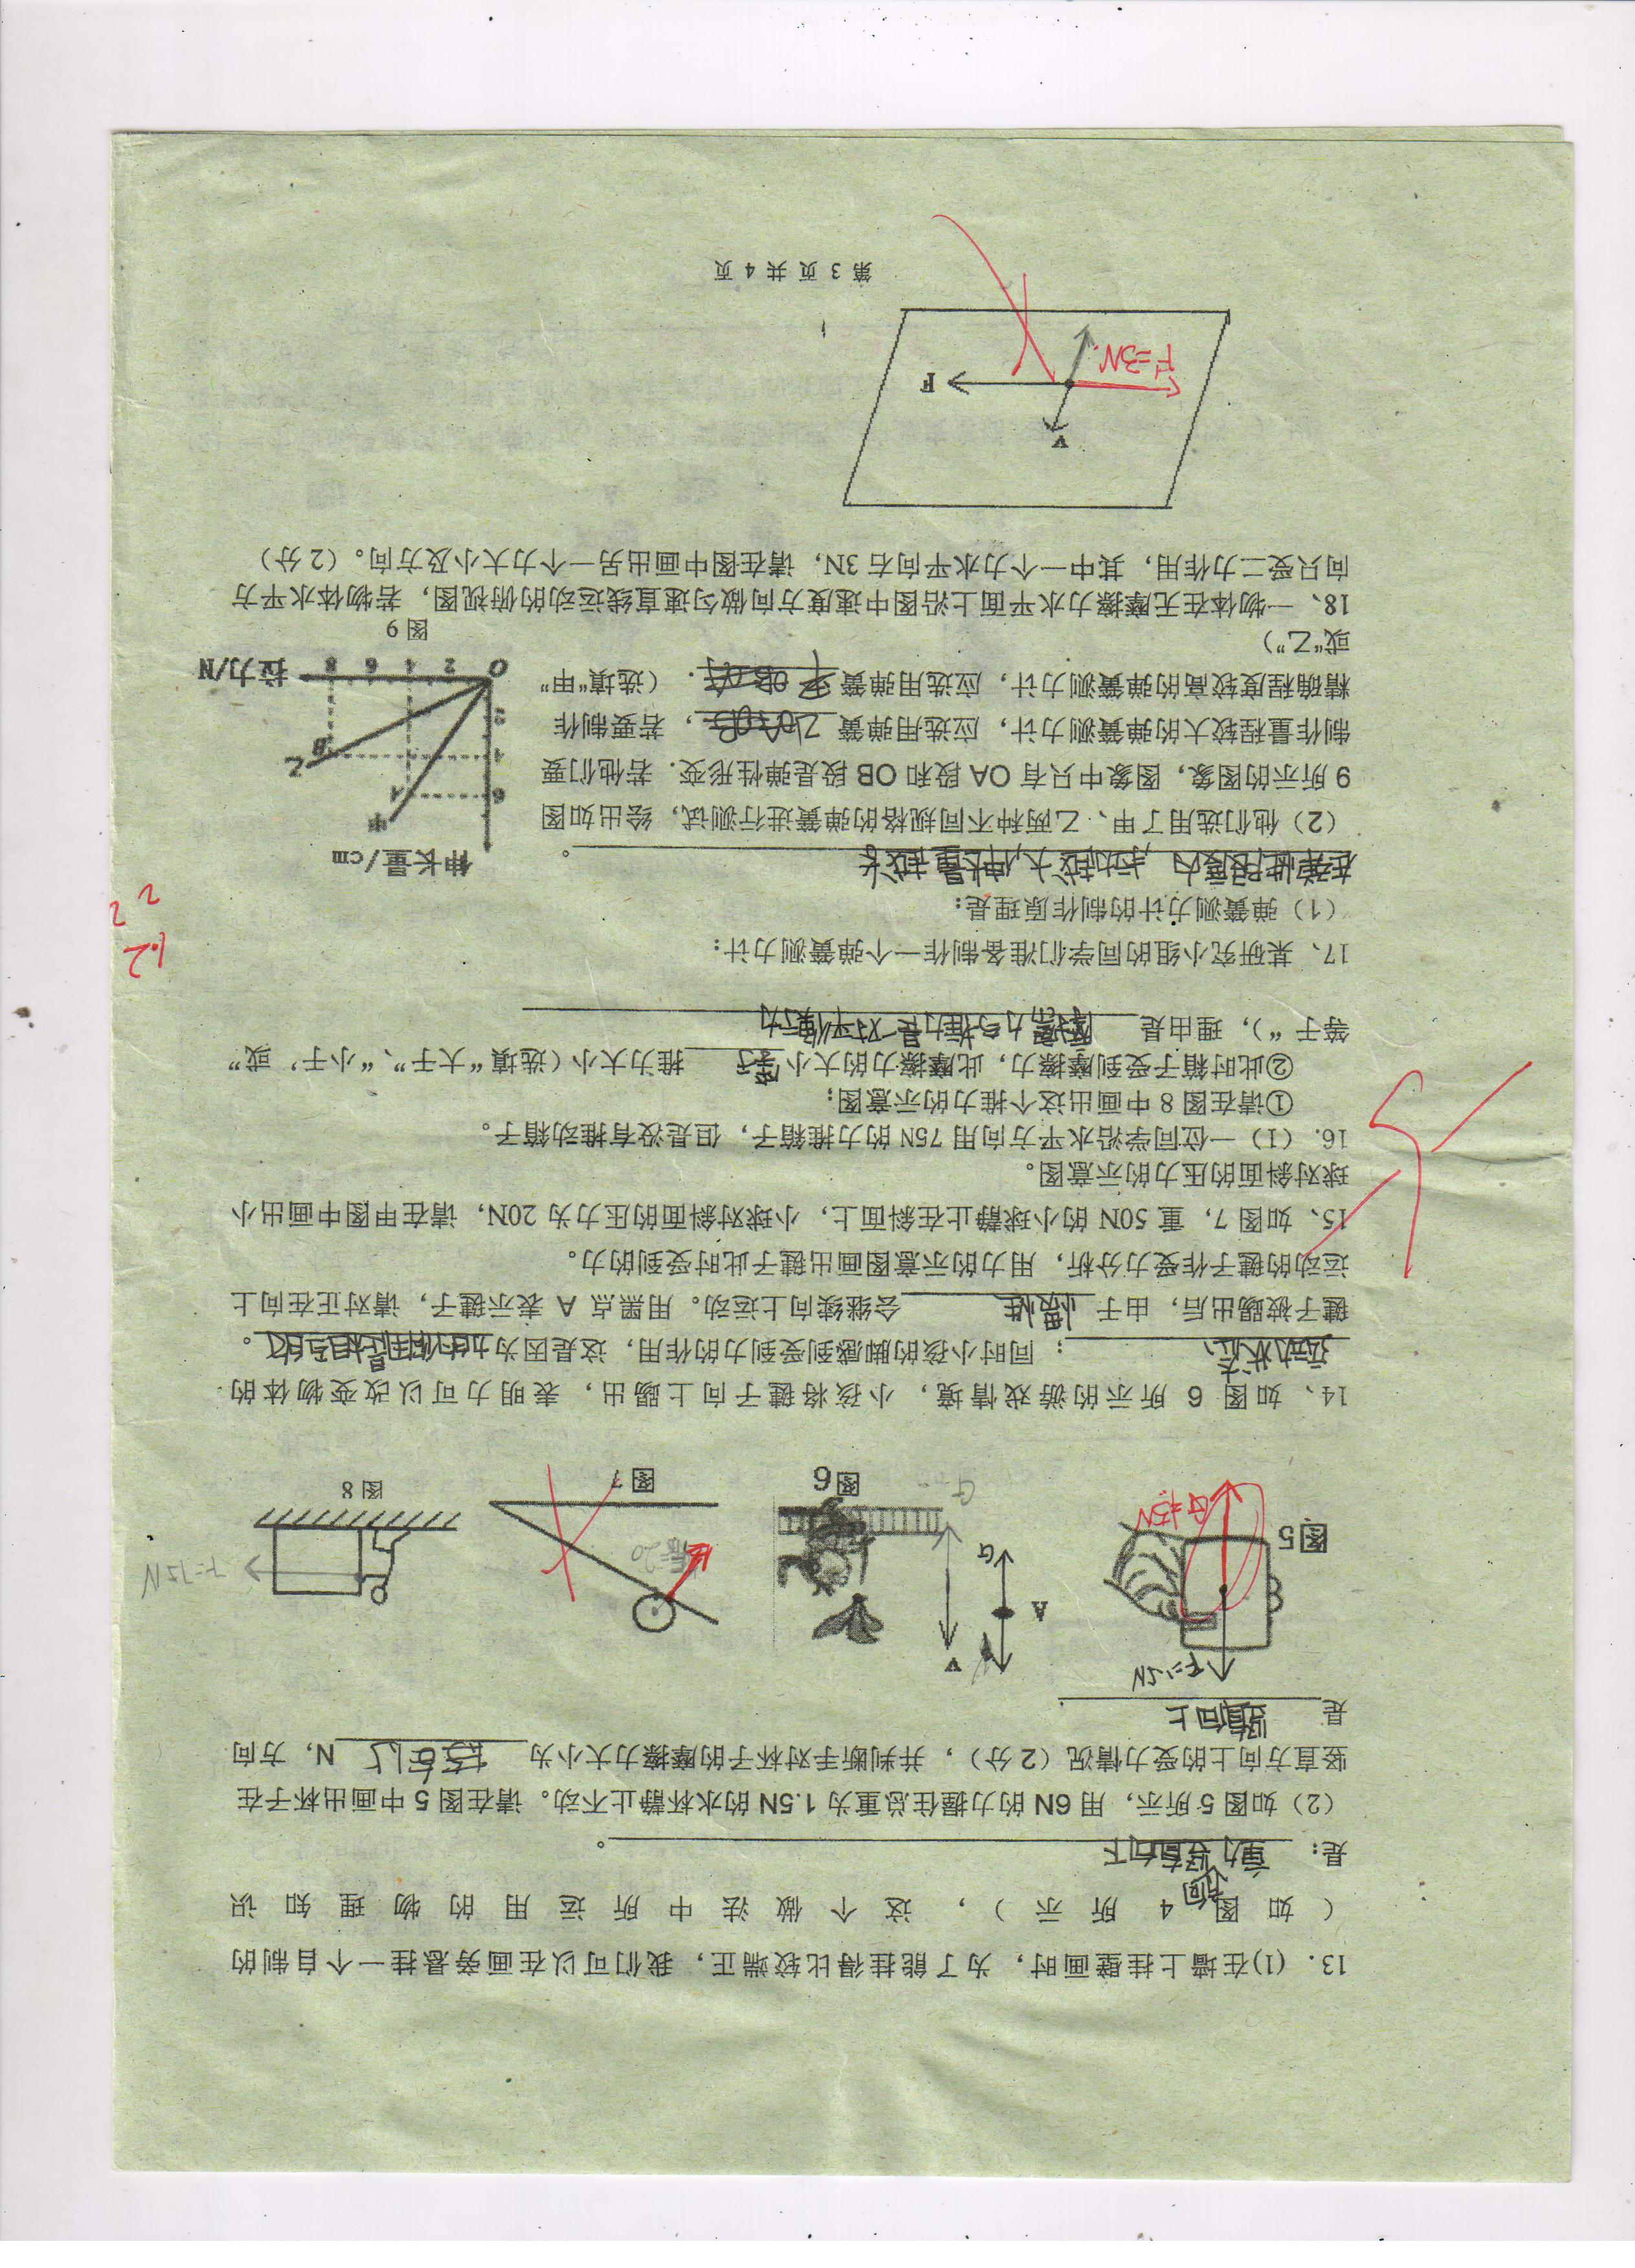 13. (1)在墙上挂壁画时，为了能挂得比较端正，我们可以在画旁悬挂一个自制的
（如图4所示），这个做法中所运用的物理知识
是：重力方向竖直向下。
（2）如图5所示，用6N的力握住总重为1.5N的水杯静止不动。请在图5中画出杯子在
竖直方向上的受力情况（2分），并判断手对杯子的摩擦力大小为 1.5 N，方向
是 竖直向上
F=1.5N
G=1.5N
图5
A
G
v
图6
F=20
图7
F=75N
图8
14、如图6所示的游戏情境，小孩将毽子向上踢出，表明力可以改变物体的
运动状态；同时小孩的脚感到受到力的作用，这是因为力的作用是相互的。
毽子被踢出后，由于惯性会继续向上运动。用黑点A表示毽子，请对正在向上
运动的毽子作受力分析，用力的示意图画出毽子此时受到的力。
15、如图7，重50N的小球静止在斜面上，小球对斜面的压力为20N，请在甲图中画出小
球对斜面的压力的示意图。
16.（1）一位同学沿水平方向用75N的力推箱子，但是没有推动箱子。
①请在图8中画出这个推力的示意图；
②此时箱子受到摩擦力，此摩擦力的大小等于推力大小（选填“大于”、“小于，或”
等于“），理由是 摩擦力与推力是一对平衡力
17、某研究小组的同学们准备制作一个弹簧测力计：
（1）弹簧测力计的制作原理是：
在弹性限度内 拉力越大，伸长量越长。
（2）他们选用了甲、乙两种不同规格的弹簧进行测试，绘出如图
9所示的图象，图象中只有OA段和OB段是弹性形变．若他们要
制作量程较大的弹簧测力计，应选用弹簧乙，若要制作
精确程度较高的弹簧测力计，应选用弹簧甲．（选填“甲”
或“乙”）
伸长量/cm
甲
6
A
4
B
乙
2
O 2 4 6 8 拉力/N
图9
18、一物体在无摩擦力水平面上沿图中速度方向做匀速直线运动的俯视图，若物体水平方
向只受二力作用，其中一个力水平向右3N，请在图中画出另一个力大小及方向。（2分）
v
F=3N
F
第 3 页 共 4 页